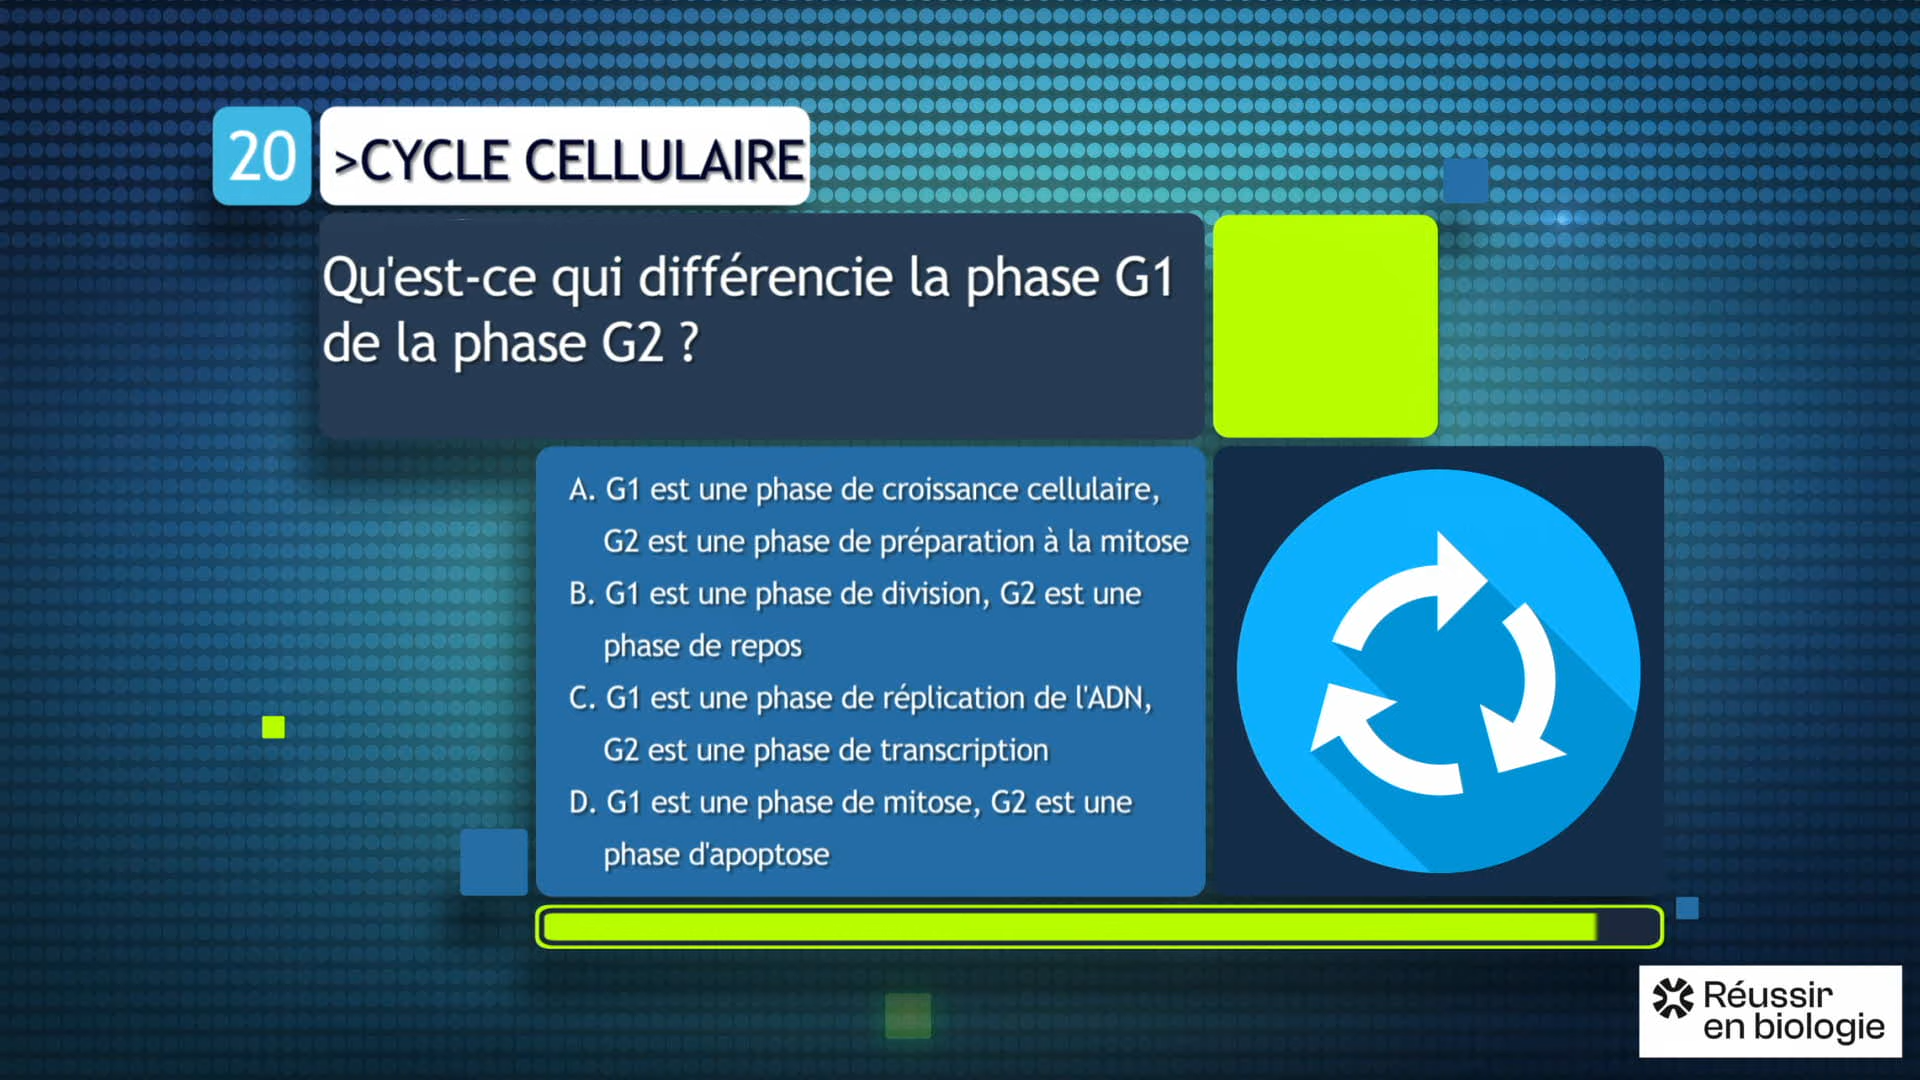 20
>CYCLE CELLULAIRE
Qu'est-ce qui différencie la phase G1
de la phase G2 ?
A. G1 est une phase de croissance cellulaire,
G2 est une phase de préparation à la mitose
B. G1 est une phase de division, G2 est une
phase de repos
C. G1 est une phase de réplication de l'ADN,
G2 est une phase de transcription
D. G1 est une phase de mitose, G2 est une
phase d'apoptose
Réussir
en biologie